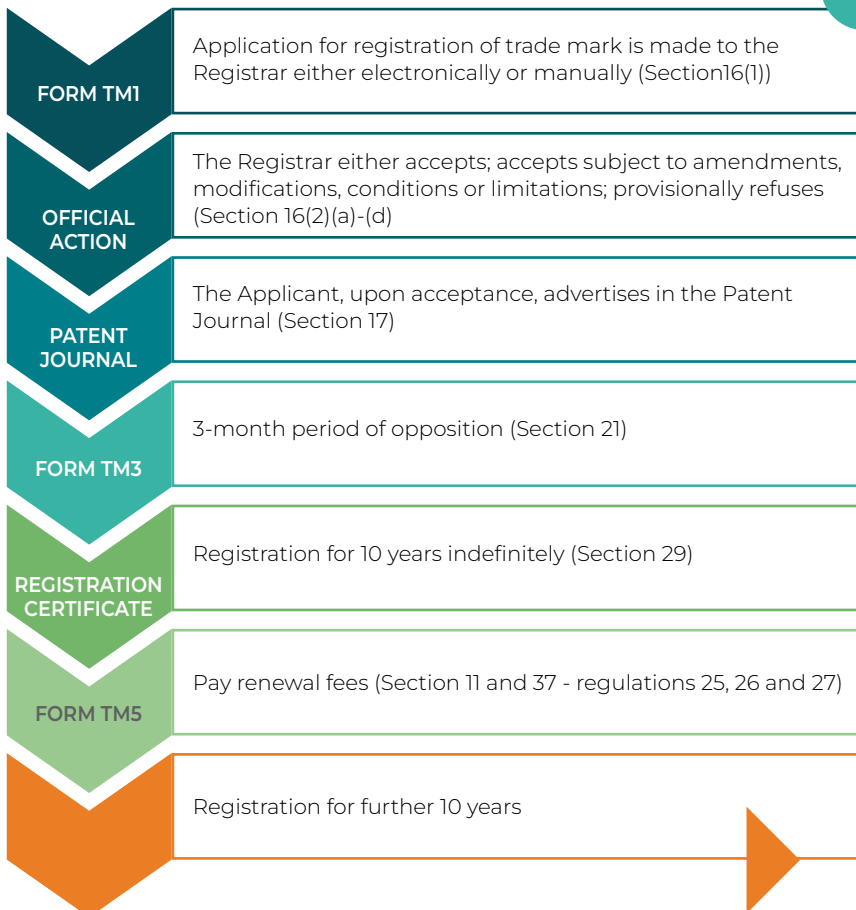 FORM TM1
Application for registration of trade mark is made to the
Registrar either electronically or manually (Section16(1))
OFFICIAL
ACTION
The Registrar either accepts; accepts subject to amendments,
modifications, conditions or limitations; provisionally refuses
(Section 16(2)(a)-(d)
PATENT
JOURNAL
The Applicant, upon acceptance, advertises in the Patent
Journal (Section 17)
FORM TM3
3-month period of opposition (Section 21)
REGISTRATION
CERTIFICATE
Registration for 10 years indefinitely (Section 29)
FORM TM5
Pay renewal fees (Section 11 and 37 - regulations 25, 26 and 27)
Registration for further 10 years